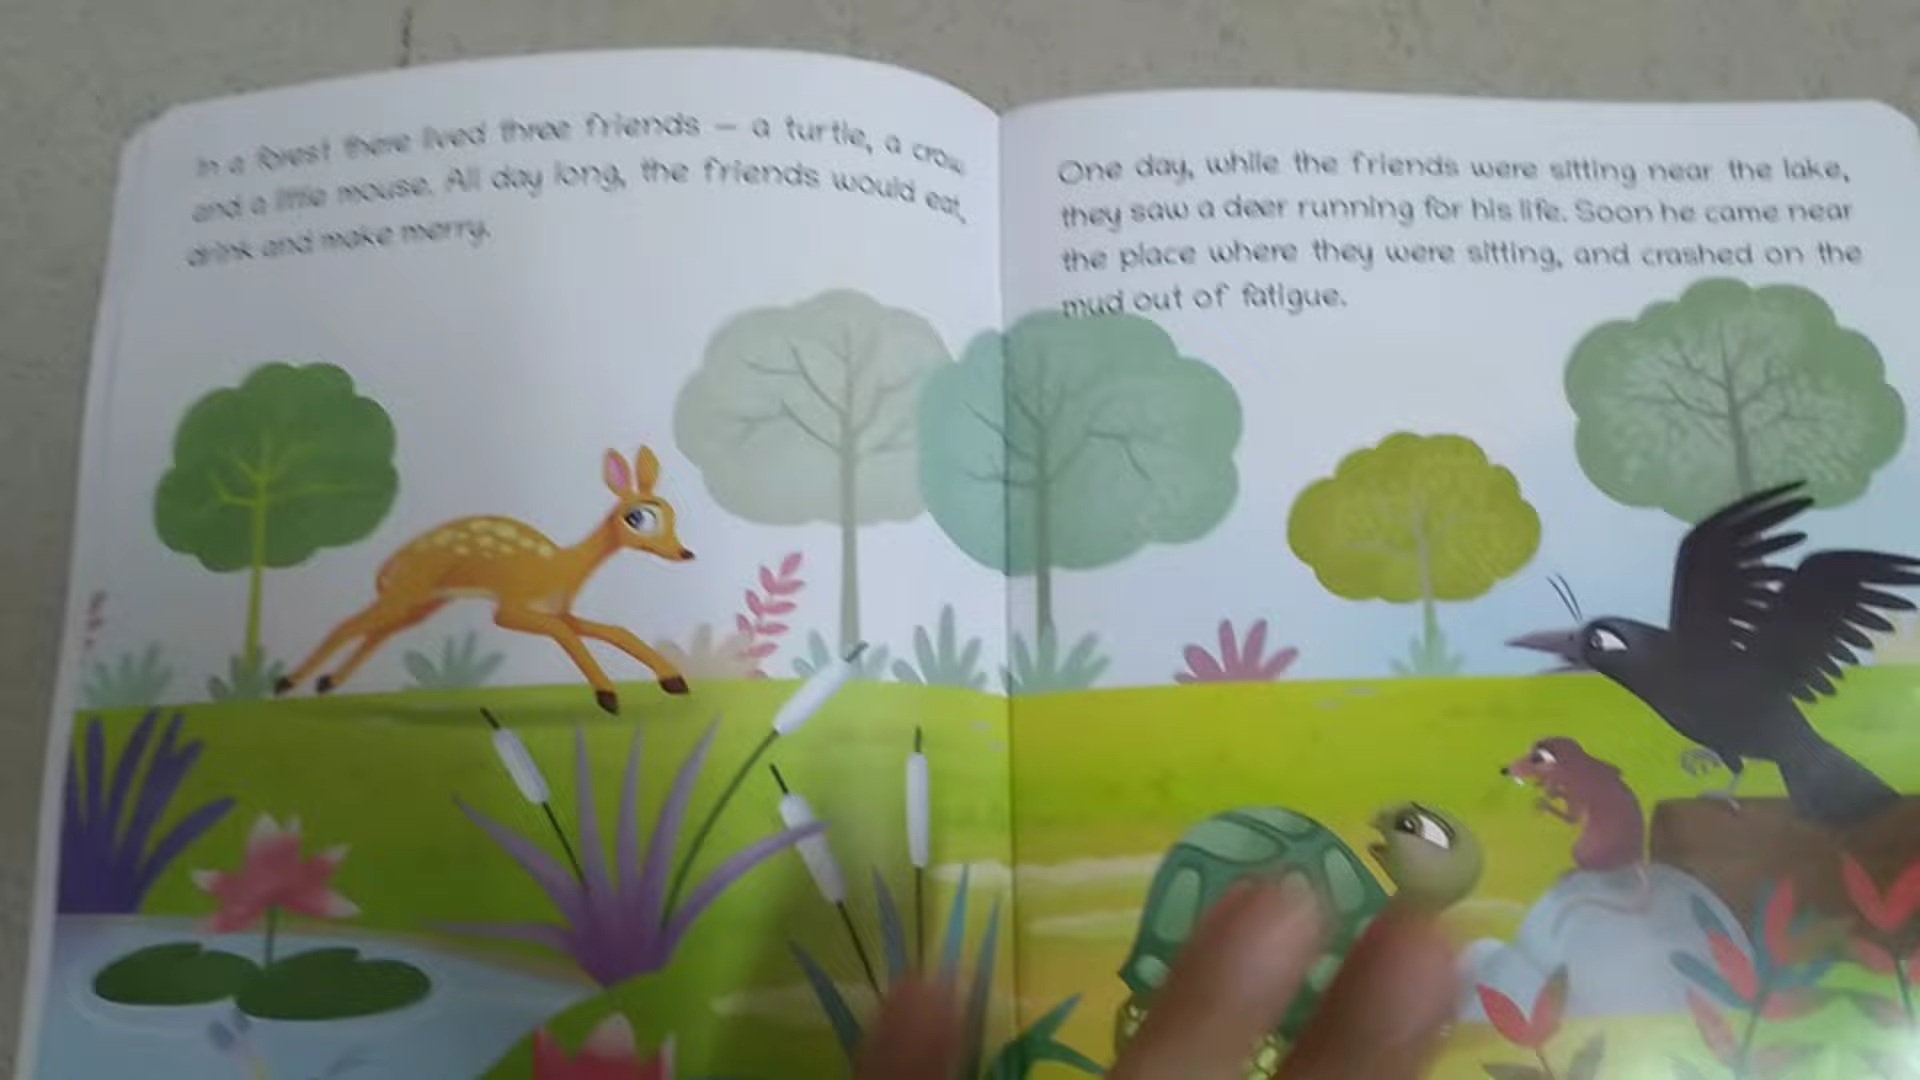 In a forest there lived three friends – a turtle, a crow
and a little mouse. All day long, the friends would eat,
drink and make merry.
One day, while the friends were sitting near the lake,
they saw a deer running for his life. Soon he came near
the place where they were sitting, and crashed on the
mud out of fatigue.